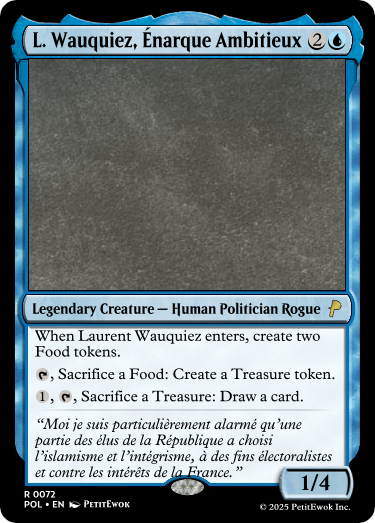 L. Wauquiez, Énarque Ambitieux 2
Legendary Creature — Human Politician Rogue
When Laurent Wauquiez enters, create two
Food tokens.
, Sacrifice a Food: Create a Treasure token.
1, , Sacrifice a Treasure: Draw a card.
“Moi je suis particulièrement alarmé qu’une
partie des élus de la République a choisi
l’islamisme et l’intégrisme, à des fins électoralistes
et contre les intérêts de la France.”
1/4
R 0072
POL • EN PetitEwok
© 2025 PetitEwok Inc.